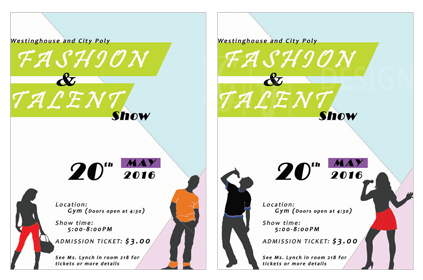 Westinghouse and City Poly
FASHION
&
TALENT
Show
20th MAY
2016
Location:
Gym (Doors open at 4:30)
Show time:
5:00-8:00PM
ADMISSION TICKET: $3.00
See Ms. Lynch in room 218 for
tickets or more details
Westinghouse and City Poly
FASHION
&
TALENT
Show
DESIGN
20th MAY
2016
Location:
Gym (Doors open at 4:30)
Show time:
5:00-8:00PM
ADMISSION TICKET: $3.00
See Ms. Lynch in room 218 for
tickets or more details